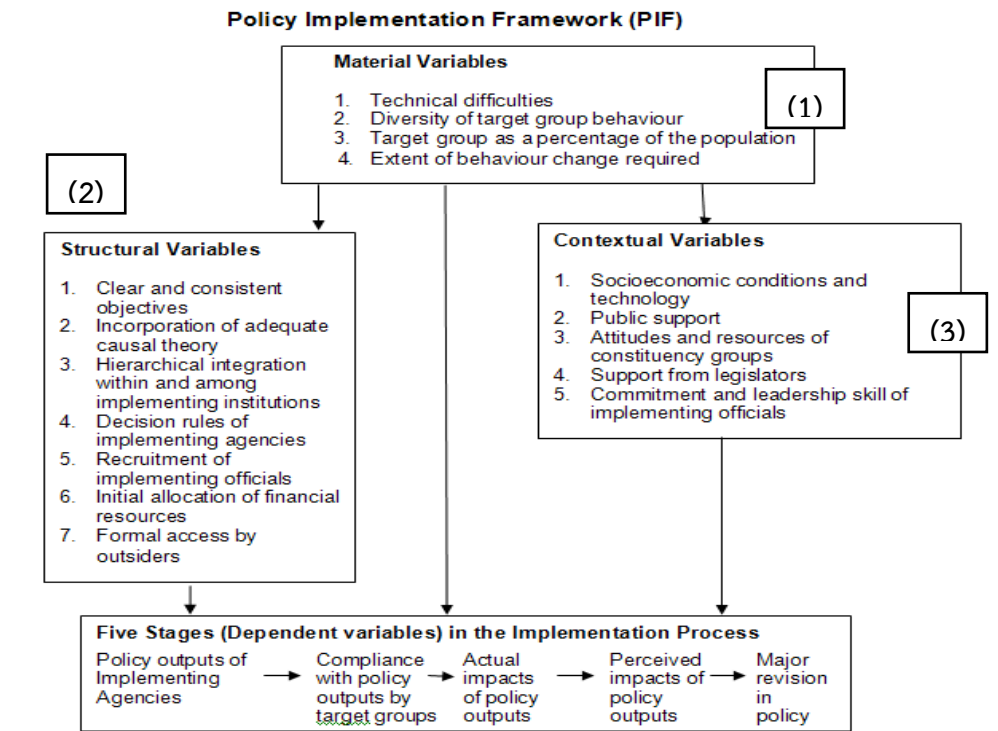 Policy Implementation Framework (PIF)
Material Variables
(1)
1. Technical difficulties
2. Diversity of target group behaviour
3. Target group as a percentage of the population
4. Extent of behaviour change required
(2)
Structural Variables
1. Clear and consistent
objectives
2. Incorporation of adequate
causal theory
3. Hierarchical integration
within and among
implementing institutions
4. Decision rules of
implementing agencies
5. Recruitment of
implementing officials
6. Initial allocation of financial
resources
7. Formal access by
outsiders
Contextual Variables
1. Socioeconomic conditions and
technology
2. Public support
3. Attitudes and resources of
constituency groups
4. Support from legislators
5. Commitment and leadership skill of
implementing officials
(3)
Five Stages (Dependent variables) in the Implementation Process
Policy outputs of
Implementing
Agencies
Compliance
with policy
outputs by
target groups
Actual
impacts
of policy
outputs
Perceived
impacts of
policy
outputs
Major
revision
in
policy